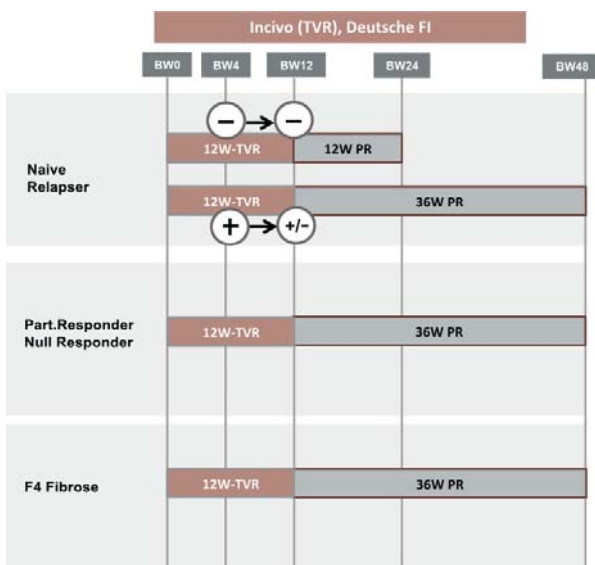 Incivo (TVR), Deutsche FI
BW0 BW4 BW12 BW24 BW48
− → −
12W-TVR 12W PR
Naive
Relapser
12W-TVR 36W PR
+ → +/−
Part.Responder
Null Responder
12W-TVR 36W PR
F4 Fibrose
12W-TVR 36W PR